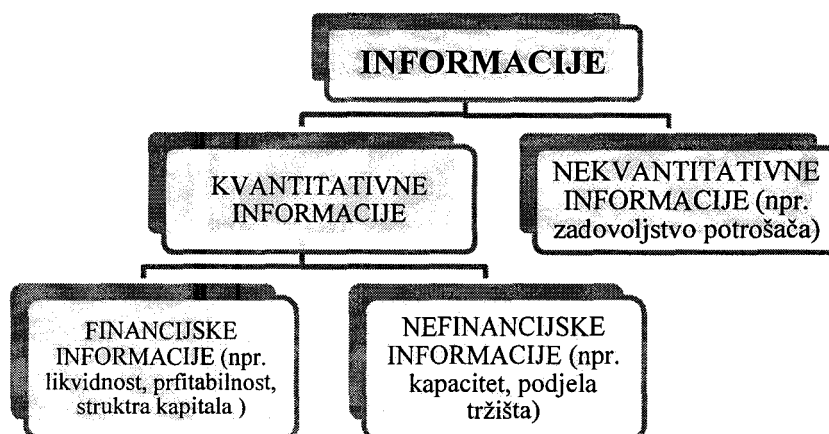 INFORMACIJE
KVANTITATIVNE
INFORMACIJE
NEKVANTITATIVNE
INFORMACIJE (npr.
zadovoljstvo potrošača)
FINANCIJSKE
INFORMACIJE (npr.
likvidnost, prfitabilnost,
struktra kapitala )
NEFINANCIJSKE
INFORMACIJE (npr.
kapacitet, podjela
tržišta)